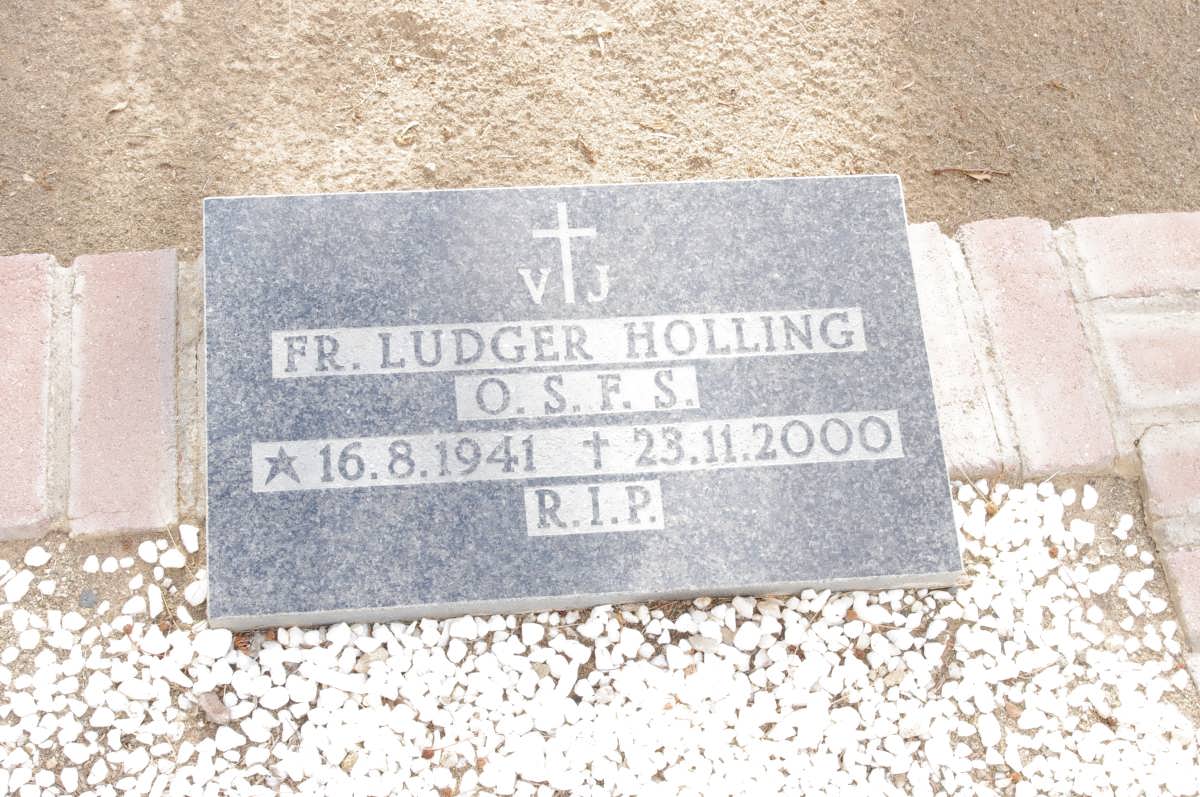 V J
FR. LUDGER HOLLING
O. S. F. S.
★ 16.8.1941 † 23.11.2000
R.I.P.